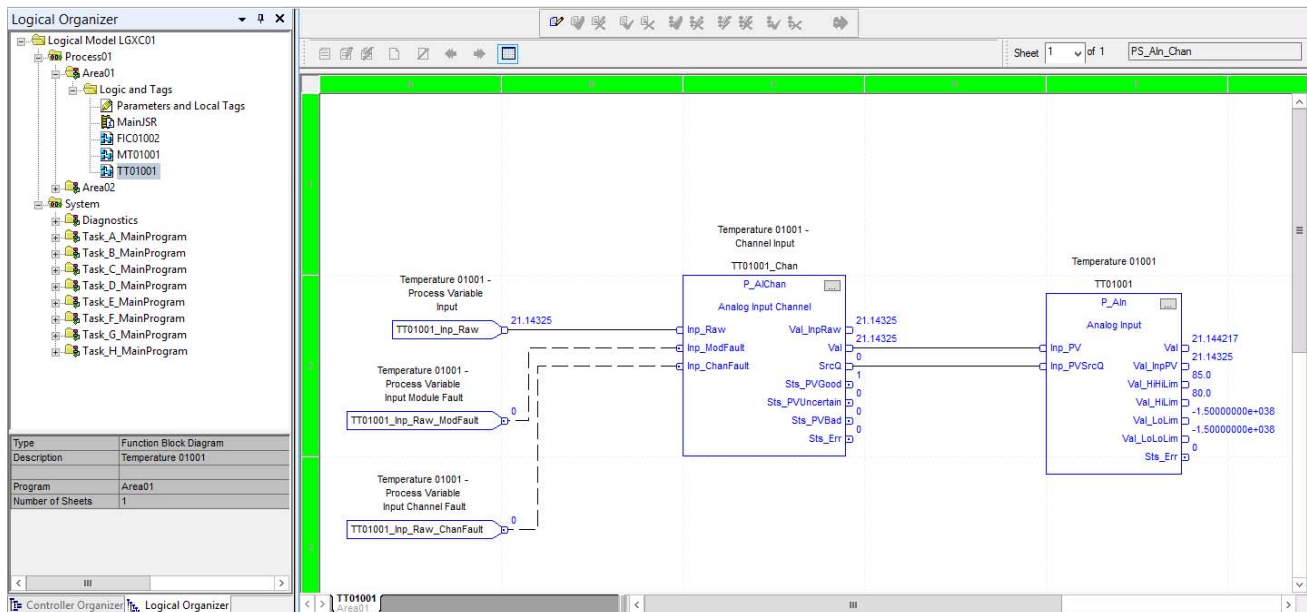 Logical Organizer
Logical Model LGXC01
Process01
Area01
Logic and Tags
Parameters and Local Tags
MainJSR
FIC01002
MT01001
TT01001
Area02
System
Diagnostics
Task_A_MainProgram
Task_B_MainProgram
Task_C_MainProgram
Task_D_MainProgram
Task_E_MainProgram
Task_F_MainProgram
Task_G_MainProgram
Task_H_MainProgram
Type Function Block Diagram
Description Temperature 01001
Program Area01
Number of Sheets 1
Controller Organizer Logical Organizer
Sheet 1 of 1 PS_AIn_Chan
A B C D E
1
2
3
Temperature 01001 -
Process Variable
Input
TT01001_Inp_Raw
21.14325
Temperature 01001 -
Process Variable
Input Module Fault
TT01001_Inp_Raw_ModFault
0
Temperature 01001 -
Process Variable
Input Channel Fault
TT01001_Inp_Raw_ChanFault
0
Temperature 01001 -
Channel Input
TT01001_Chan
P_AIChan ...
Analog Input Channel
Inp_Raw Val_InpRaw 21.14325
Inp_ModFault Val 21.14325
Inp_ChanFault SrcQ 0
Sts_PVGood 1
Sts_PVUncertain 0
Sts_PVBad 0
Sts_Err 0
Temperature 01001
TT01001
P_AIn ...
Analog Input
Inp_PV Val 21.144217
Inp_PVSrcQ Val_InpPV 21.14325
Val_HiHiLim 85.0
Val_HiLim 80.0
Val_LoLim -1.50000000e+038
Val_LoLoLim -1.50000000e+038
Sts_Err 0
TT01001
Area01